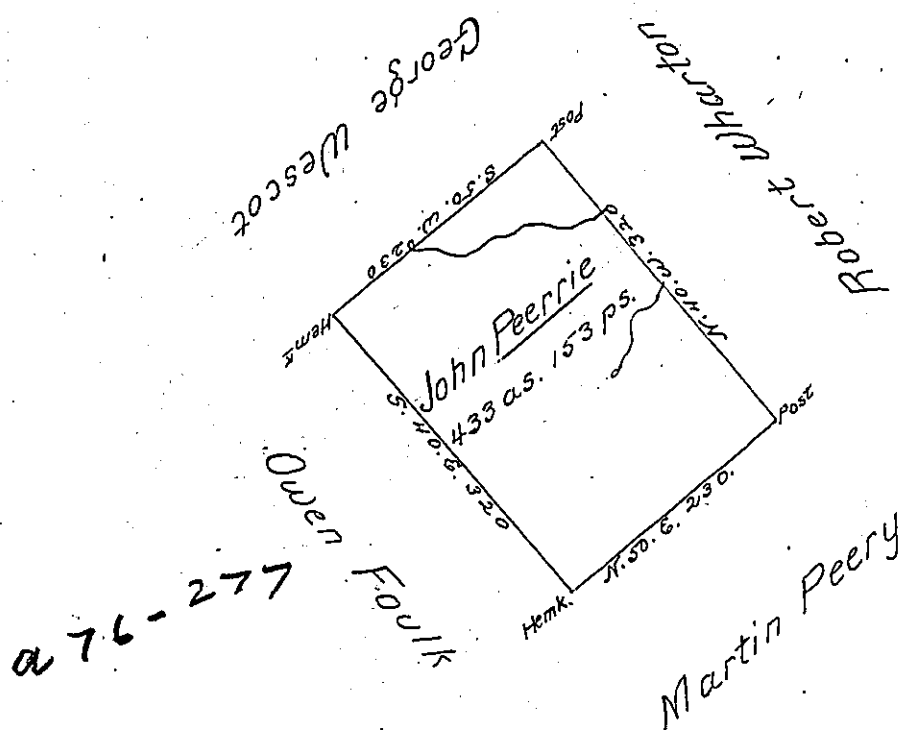 George Wescot
Robert Wharton
Post
S. 50. W. 230
N. 40. W. 320
Hemk
John Peerrie
433 as. 153 ps.
S. 40. E. 320
Post
N. 50. E. 230.
Hemk.
Owen Foulk
Martin Peery
a 76-277